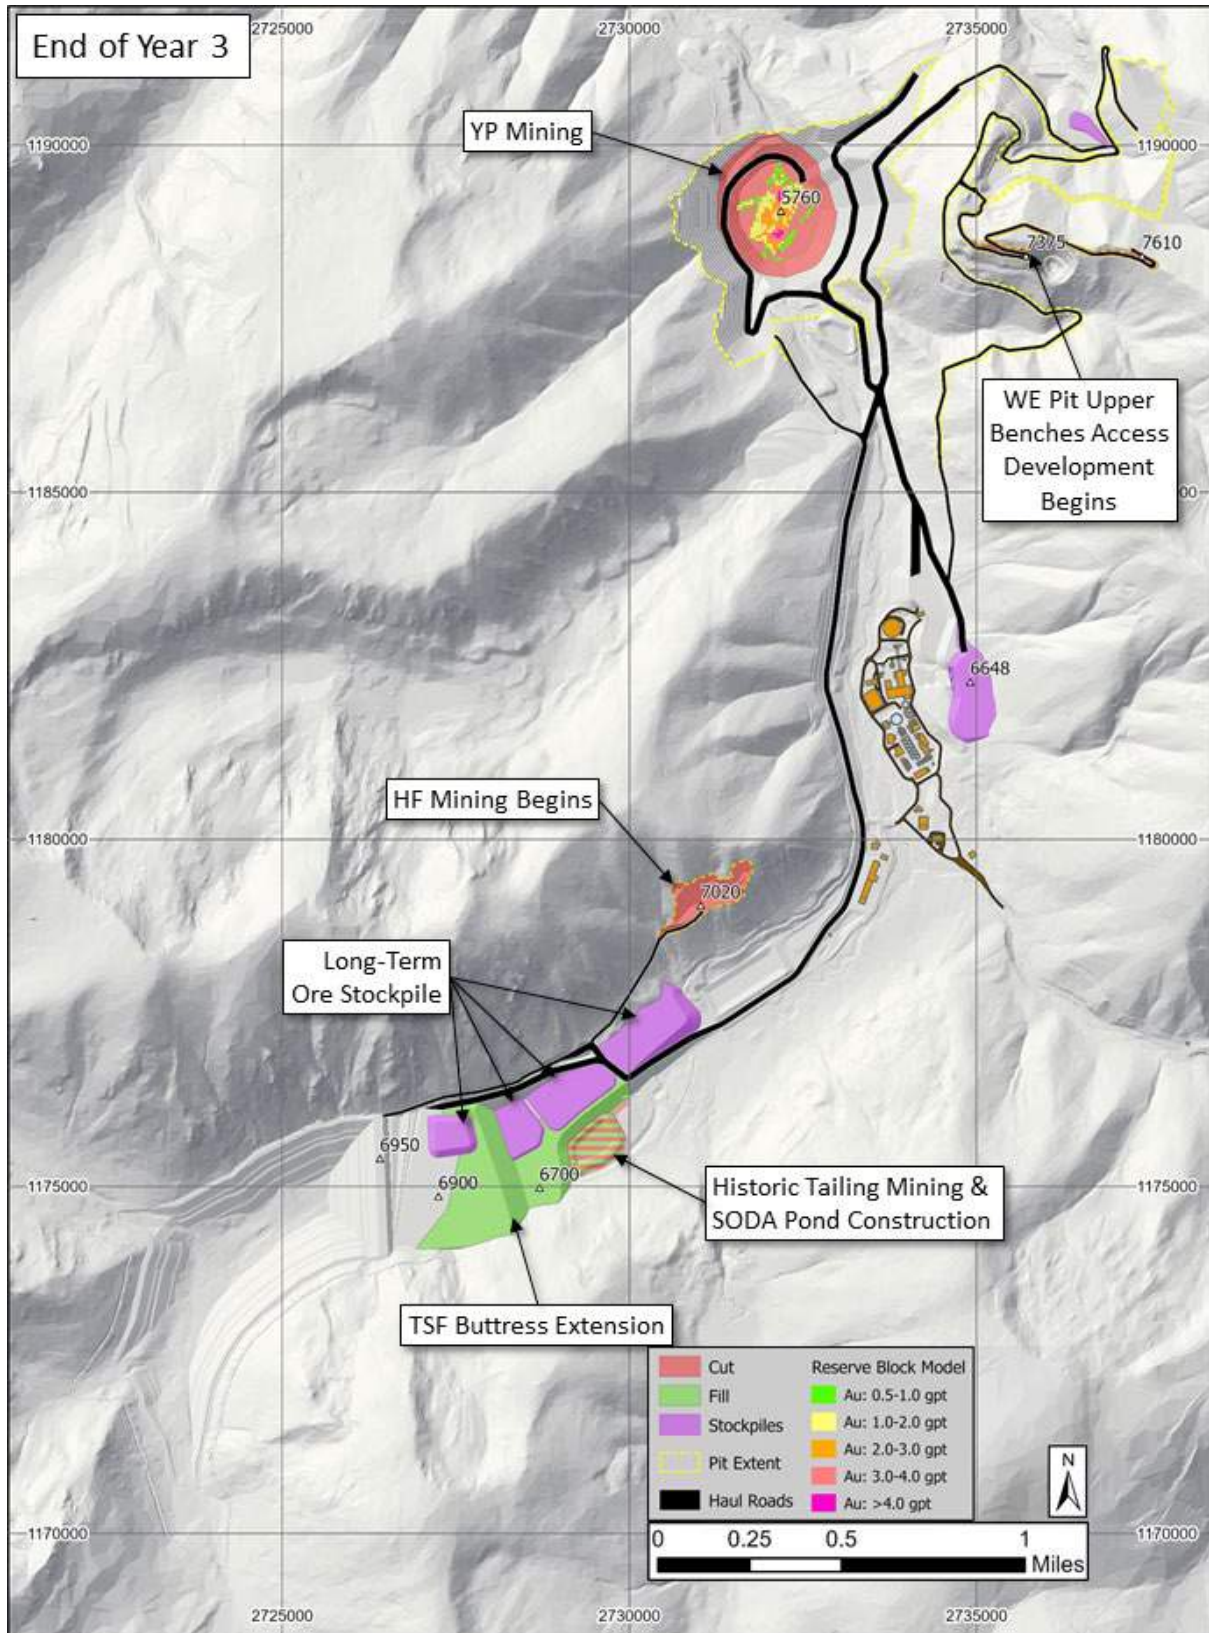 End of Year 3
2725000
2730000
2735000
YP Mining
1190000
1190000
5760
7375
7610
WE Pit Upper
Benches Access
Development
Begins
1185000
00
6648
HF Mining Begins
1180000
1180000
7020
Long-Term
Ore Stockpile
6950
6900
6700
1175000
1175000
Historic Tailing Mining &
SODA Pond Construction
TSF Buttress Extension
Cut
Fill
Stockpiles
Pit Extent
Haul Roads
Reserve Block Model
Au: 0.5-1.0 gpt
Au: 1.0-2.0 gpt
Au: 2.0-3.0 gpt
Au: 3.0-4.0 gpt
Au: >4.0 gpt
N
1170000
1170000
0 0.25 0.5 1
Miles
2725000
2730000
2735000